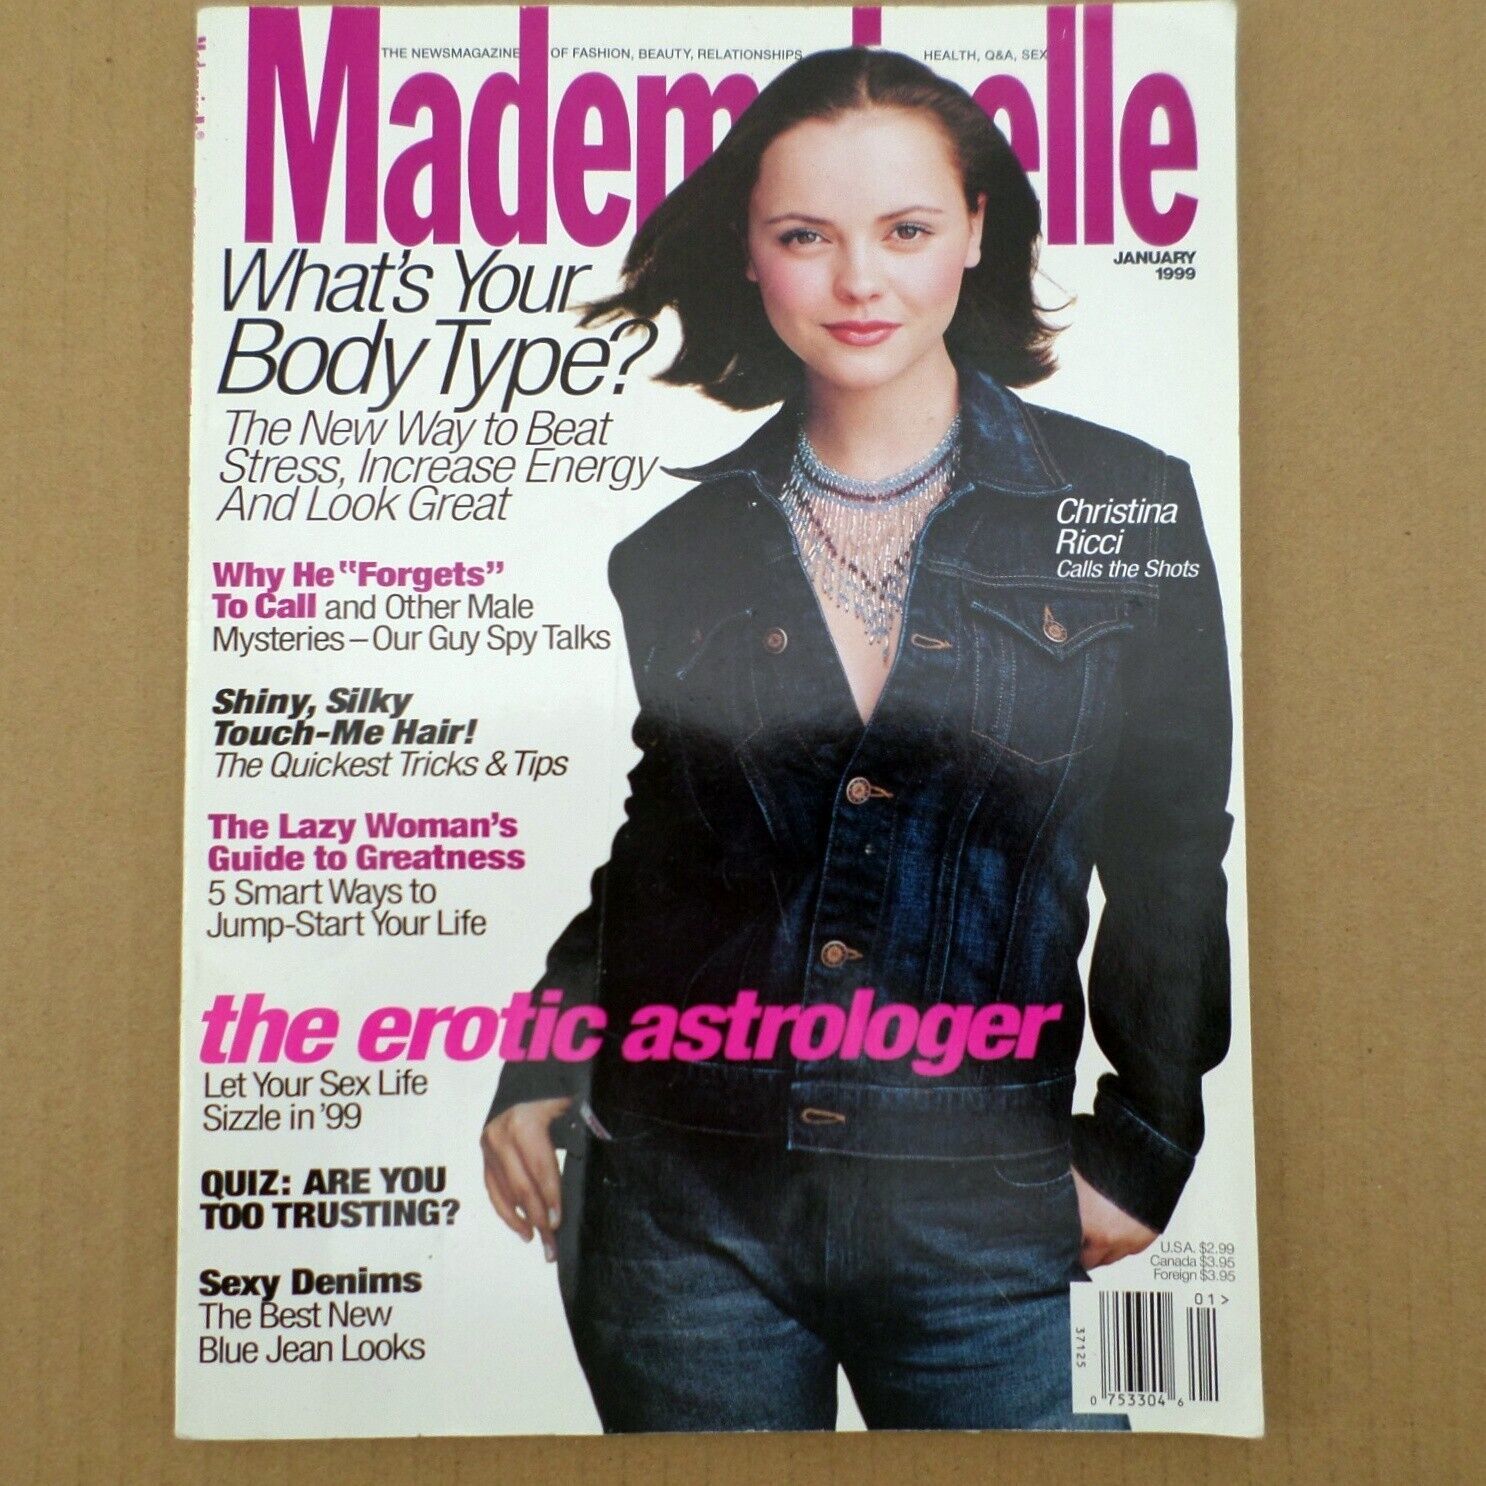 THE NEWSMAGAZINE OF FASHION, BEAUTY, RELATIONSHIPS HEALTH, Q&A, SEX
Mademoiselle
JANUARY
1999
What's Your
Body Type?
The New Way to Beat
Stress, Increase Energy
And Look Great
Christina
Ricci
Calls the Shots
Why He "Forgets"
To Call and Other Male
Mysteries – Our Guy Spy Talks
Shiny, Silky
Touch-Me Hair!
The Quickest Tricks & Tips
The Lazy Woman's
Guide to Greatness
5 Smart Ways to
Jump-Start Your Life
the erotic astrologer
Let Your Sex Life
Sizzle in '99
QUIZ: ARE YOU
TOO TRUSTING?
Sexy Denims
The Best New
Blue Jean Looks
U.S.A. $2.99
Canada $3.95
Foreign $3.95
01>
37125
0 75330 4 6